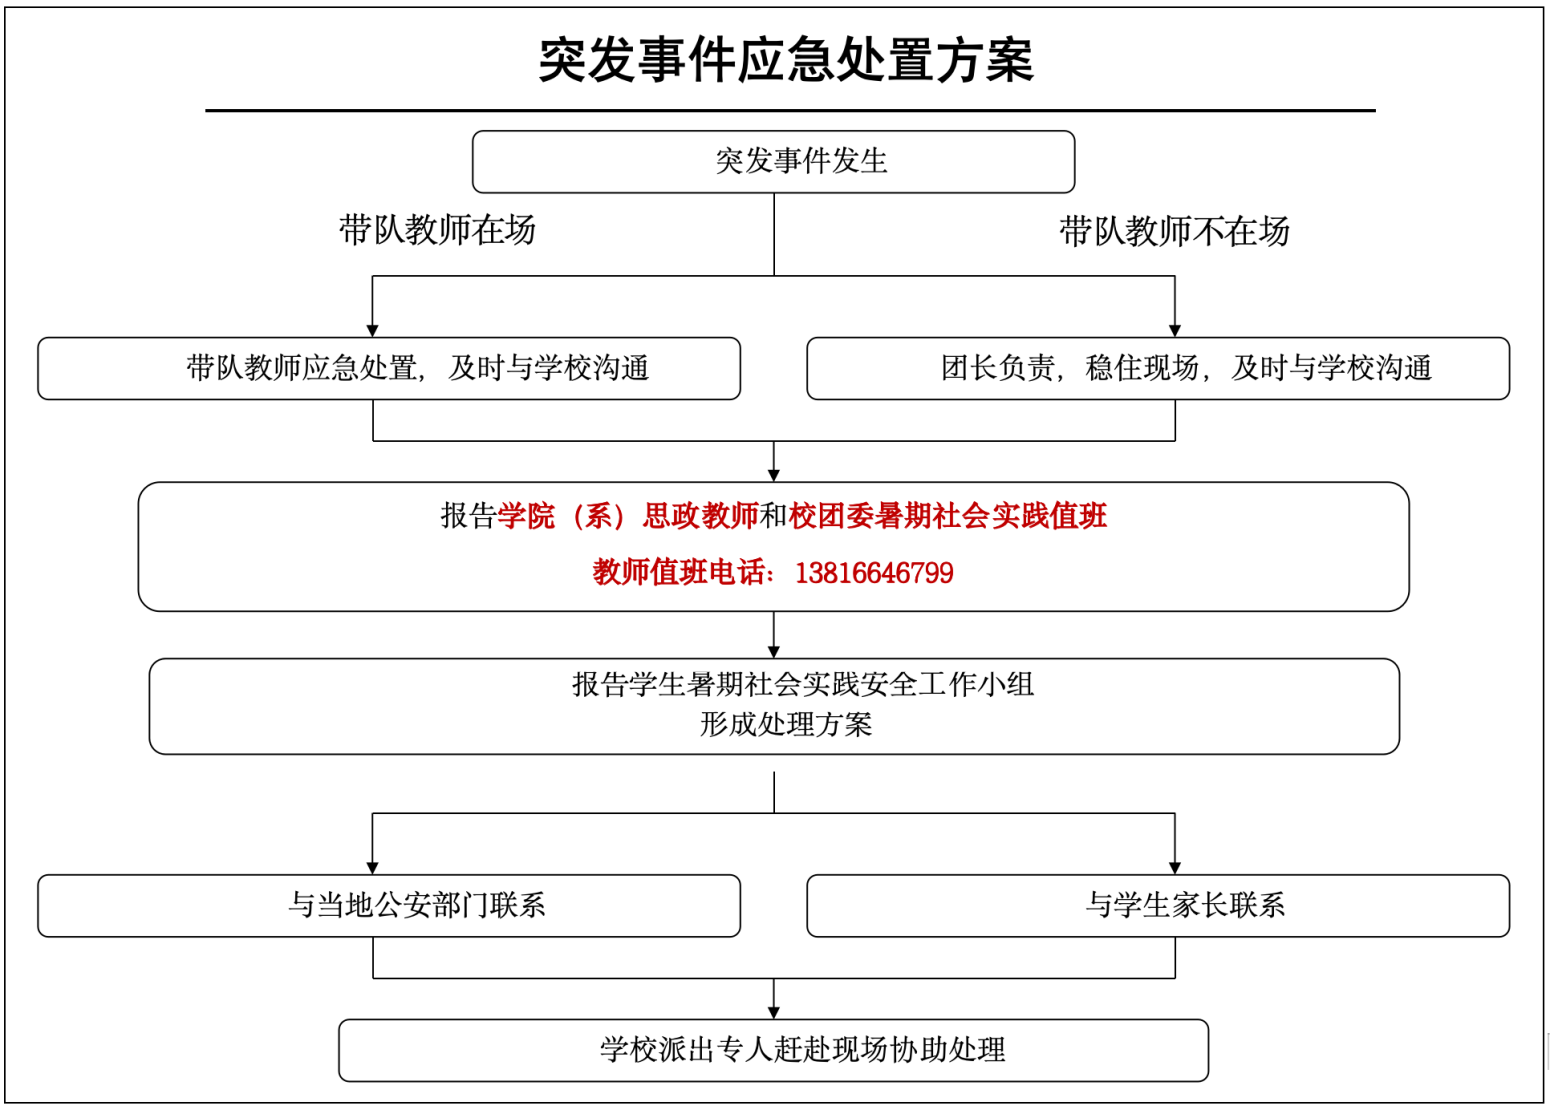 突发事件应急处置方案
突发事件发生
带队教师在场
带队教师不在场
带队教师应急处置，及时与学校沟通
团长负责，稳住现场，及时与学校沟通
报告学院（系）思政教师和校团委暑期社会实践值班
教师值班电话：13816646799
报告学生暑期社会实践安全工作小组
形成处理方案
与当地公安部门联系
与学生家长联系
学校派出专人赶赴现场协助处理